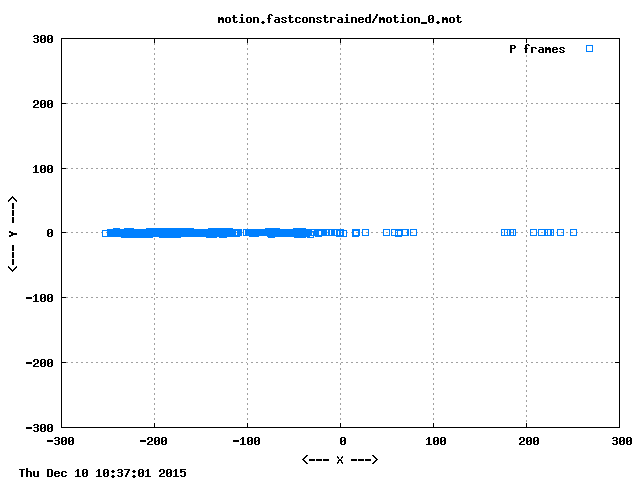 motion.fastconstrained/motion_0.mot
P frames
300
200
100
0
-100
-200
-300
<--- Y --->
-300 -200 -100 0 100 200 300
<--- X --->
Thu Dec 10 10:37:01 2015